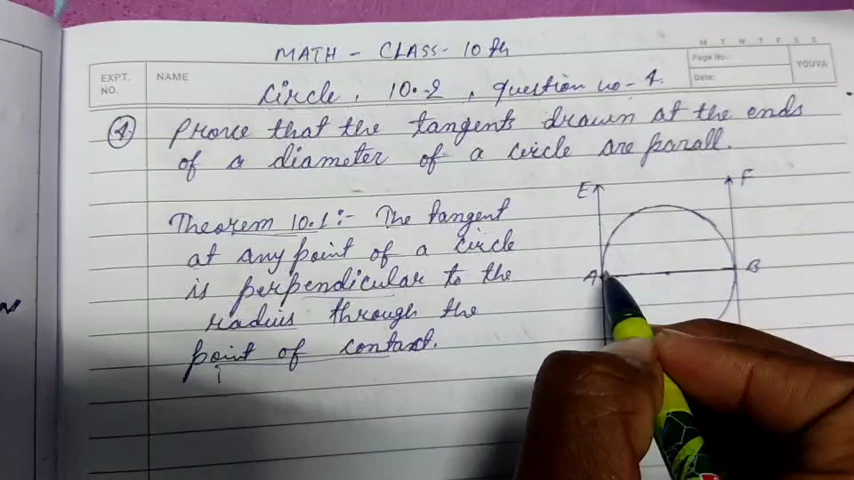 MATH - CLASS - 10th
M T W T F S S
EXPT. NO.
NAME
Page No.:
Date:
YOUVA
Circle, 10.2, question no - 4.
4. Prove that the tangents drawn at the ends
of a diameter of a circle are parall.
Theorem 10.1:- The tangent
at any point of a circle
is perpendicular to the
radius through the
point of contact.
E
F
A
B